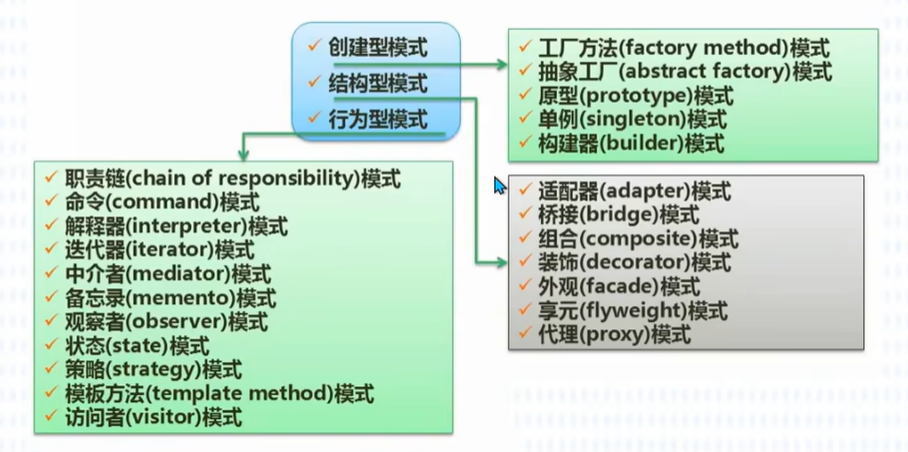 创建型模式
结构型模式
行为型模式
工厂方法(factory method)模式
抽象工厂(abstract factory)模式
原型(prototype)模式
单例(singleton)模式
构建器(builder)模式
职责链(chain of responsibility)模式
命令(command)模式
解释器(interpreter)模式
迭代器(iterator)模式
中介者(mediator)模式
备忘录(memento)模式
观察者(observer)模式
状态(state)模式
策略(strategy)模式
模板方法(template method)模式
访问者(visitor)模式
适配器(adapter)模式
桥接(bridge)模式
组合(composite)模式
装饰(decorator)模式
外观(facade)模式
享元(flyweight)模式
代理(proxy)模式